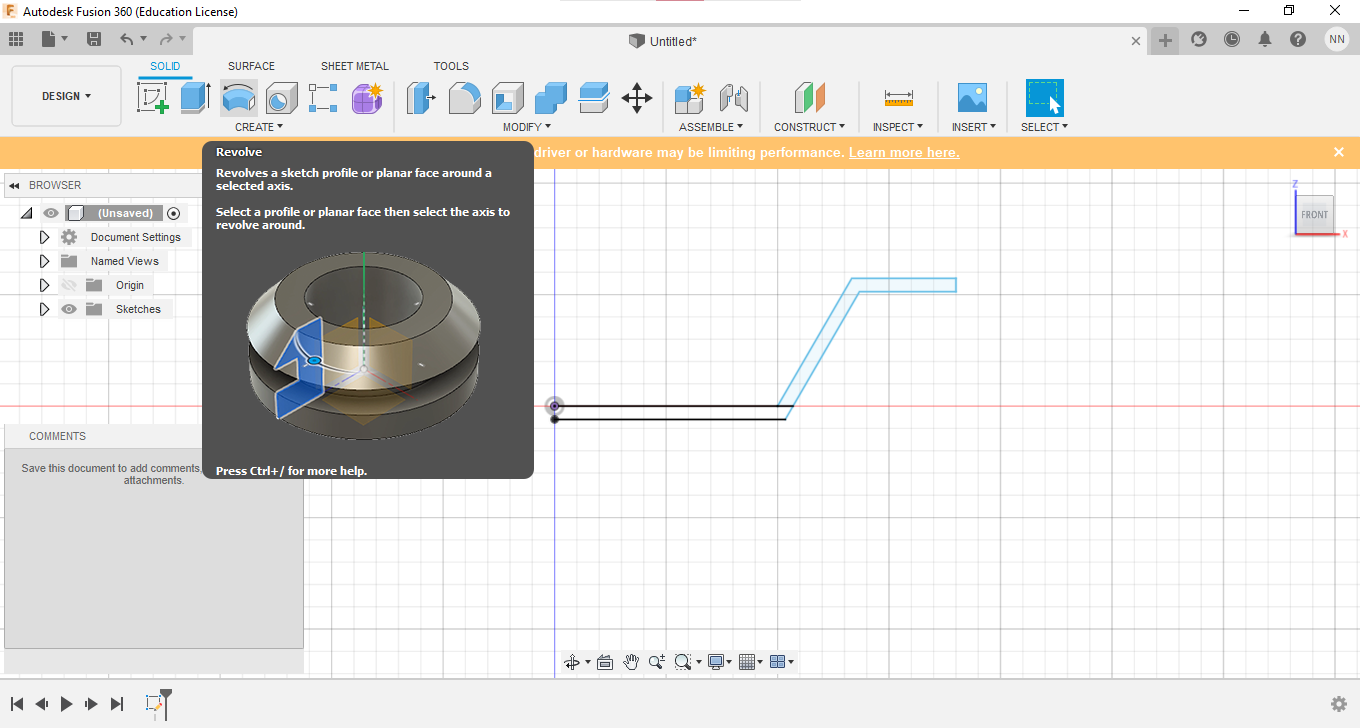 Autodesk Fusion 360 (Education License)
Untitled*
NN
SOLID SURFACE SHEET METAL TOOLS
DESIGN
CREATE MODIFY ASSEMBLE CONSTRUCT INSPECT INSERT SELECT
driver or hardware may be limiting performance. Learn more here.
Revolve
Revolves a sketch profile or planar face around a
selected axis.
Select a profile or planar face then select the axis to
revolve around.
Press Ctrl+/ for more help.
BROWSER
(Unsaved)
Document Settings
Named Views
Origin
Sketches
COMMENTS
Save this document to add comments,
attachments.
Z
FRONT
X